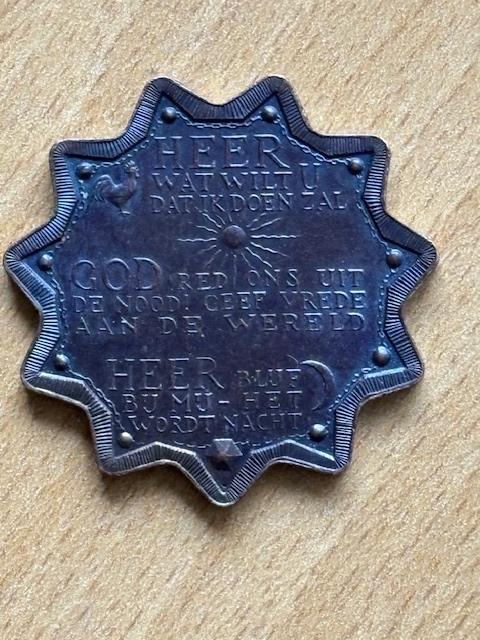 HEER
WAT WILT U
DAT IK DOEN ZAL
GOD RED ONS UIT
DE NOOD! GEEF VREDE
AAN DE WERELD
HEER BLIJF
BIJ MIJ - HET
WORDT NACHT